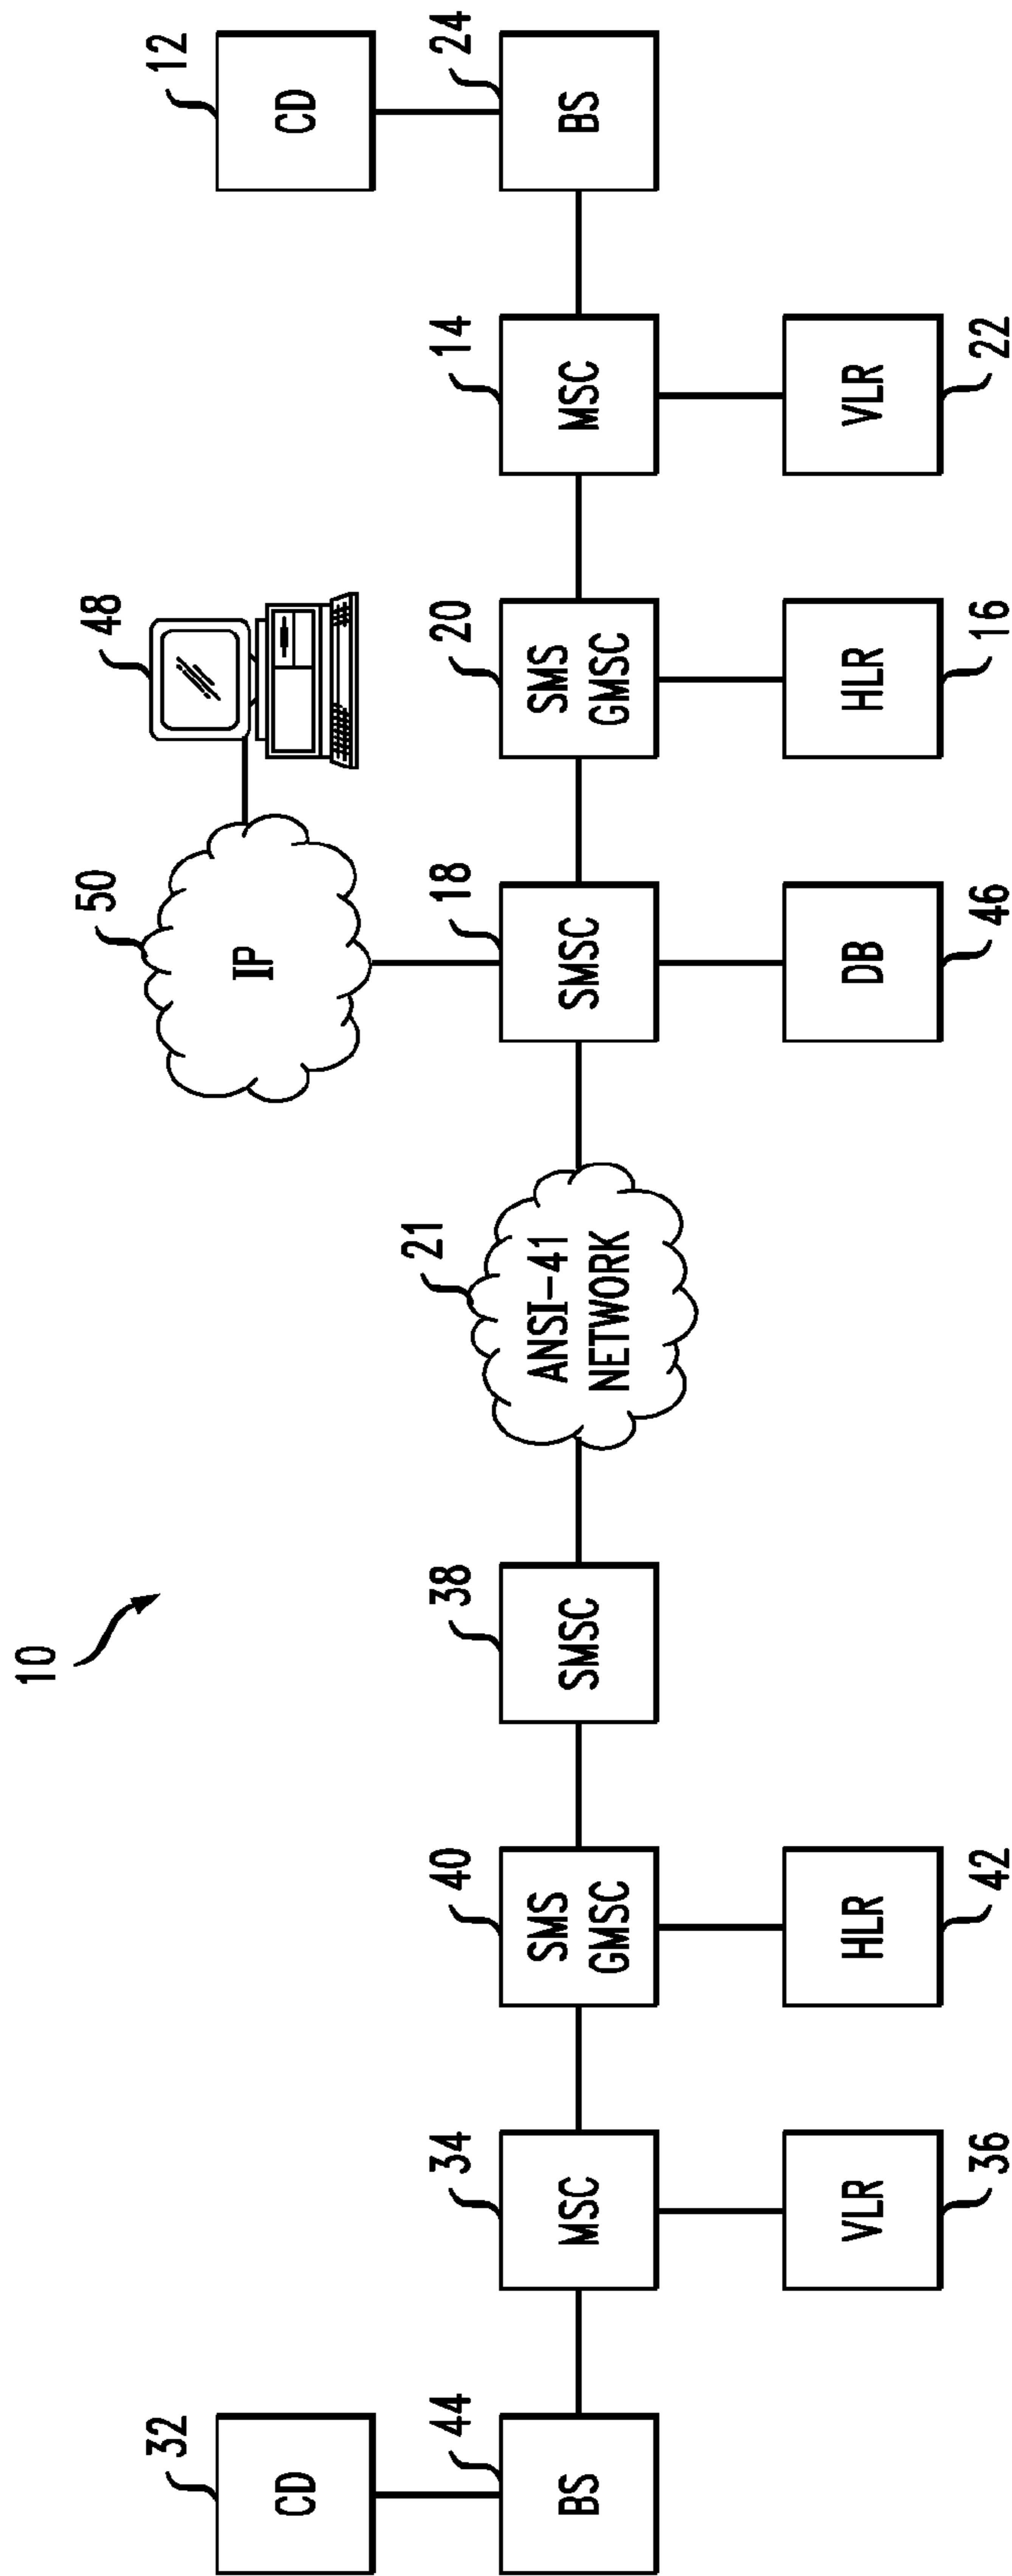 10
50
48
32
12
IP
CD
CD
21
44
34
40
38
18
20
14
24
BS
MSC
SMS
GMSC
SMSC
ANSI-41
NETWORK
SMSC
SMS
GMSC
MSC
BS
VLR
HLR
DB
HLR
VLR
36
42
46
16
22